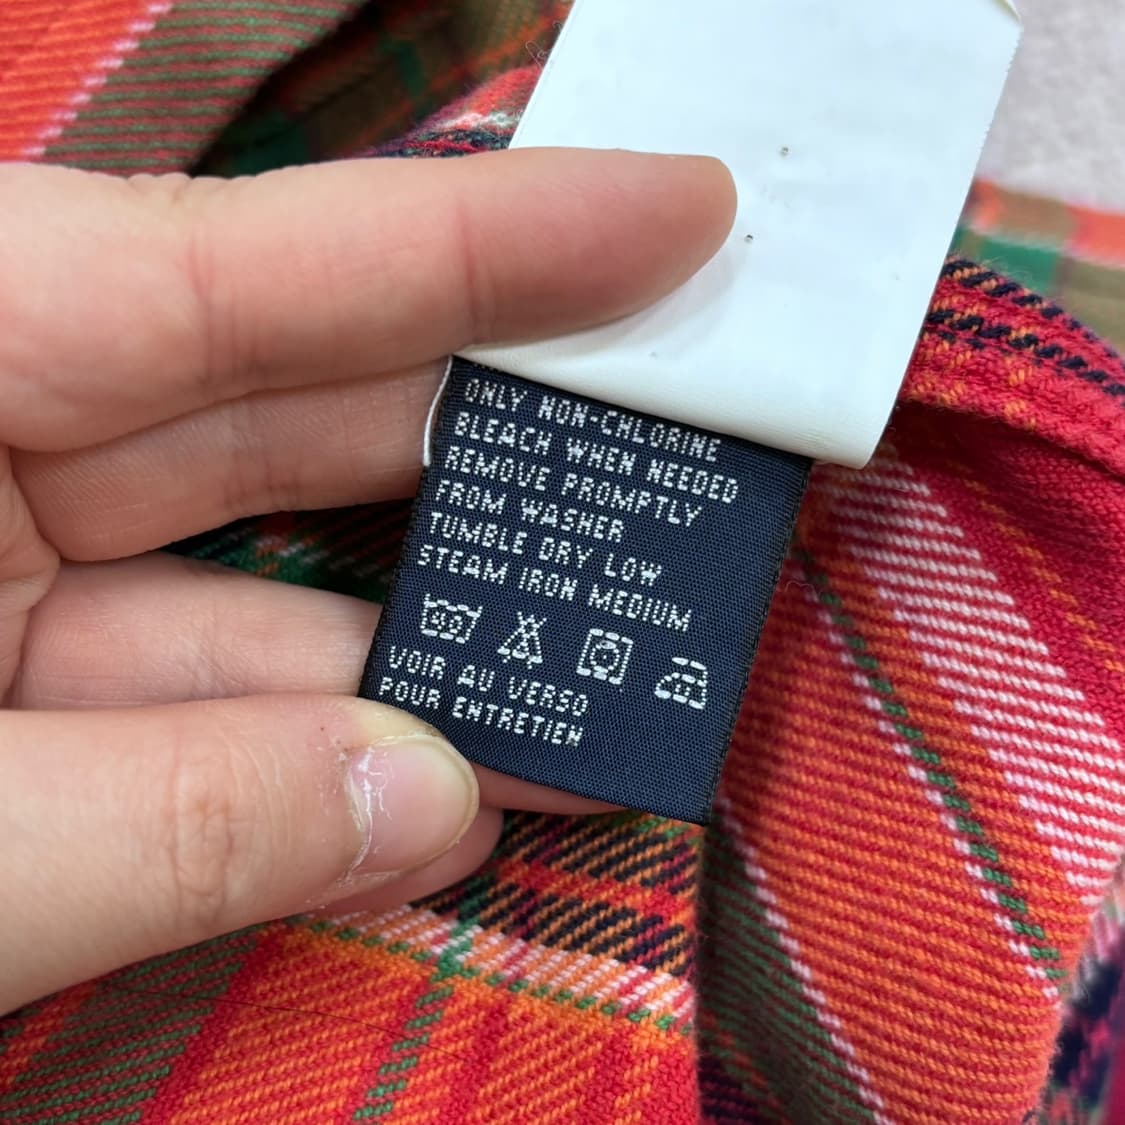 ONLY NON-CHLORINE
BLEACH WHEN NEEDED
REMOVE PROMPTLY
FROM WASHER
TUMBLE DRY LOW
STEAM IRON MEDIUM
VOIR AU VERSO
POUR ENTRETIEN